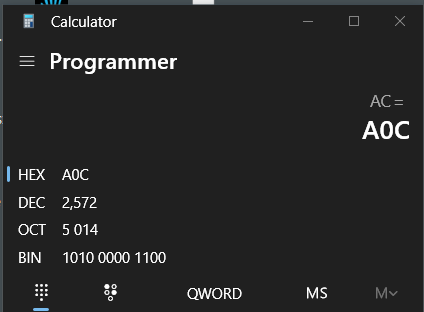 Calculator
Programmer
AC =
A0C
HEX A0C
DEC 2,572
OCT 5 014
BIN 1010 0000 1100
QWORD MS M